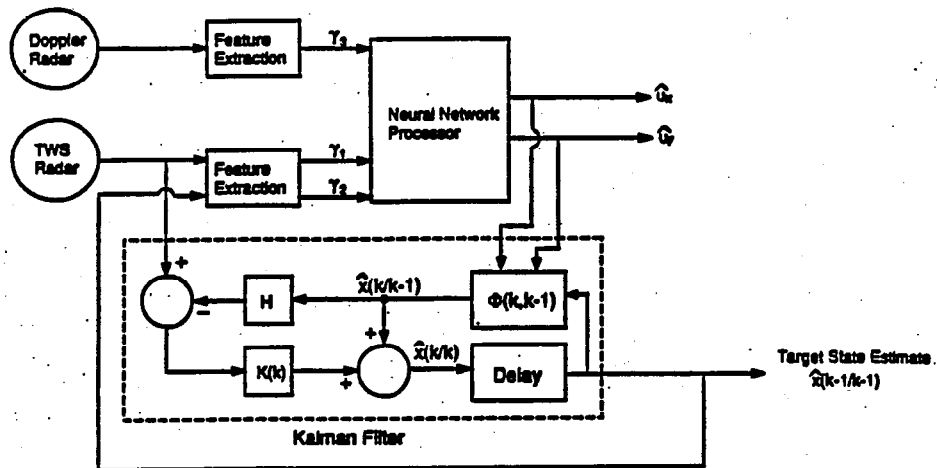 Doppler
Radar
Feature
Extraction
γ₃
Neural Network
Processor
û_x
û_y
TWS
Radar
Feature
Extraction
γ₁
γ₂
+
−
H
x̂(k/k-1)
Φ(k,k-1)
K(k)
+
+
x̂(k/k)
Delay
Target State Estimate
x̂(k-1/k-1)
Kalman Filter